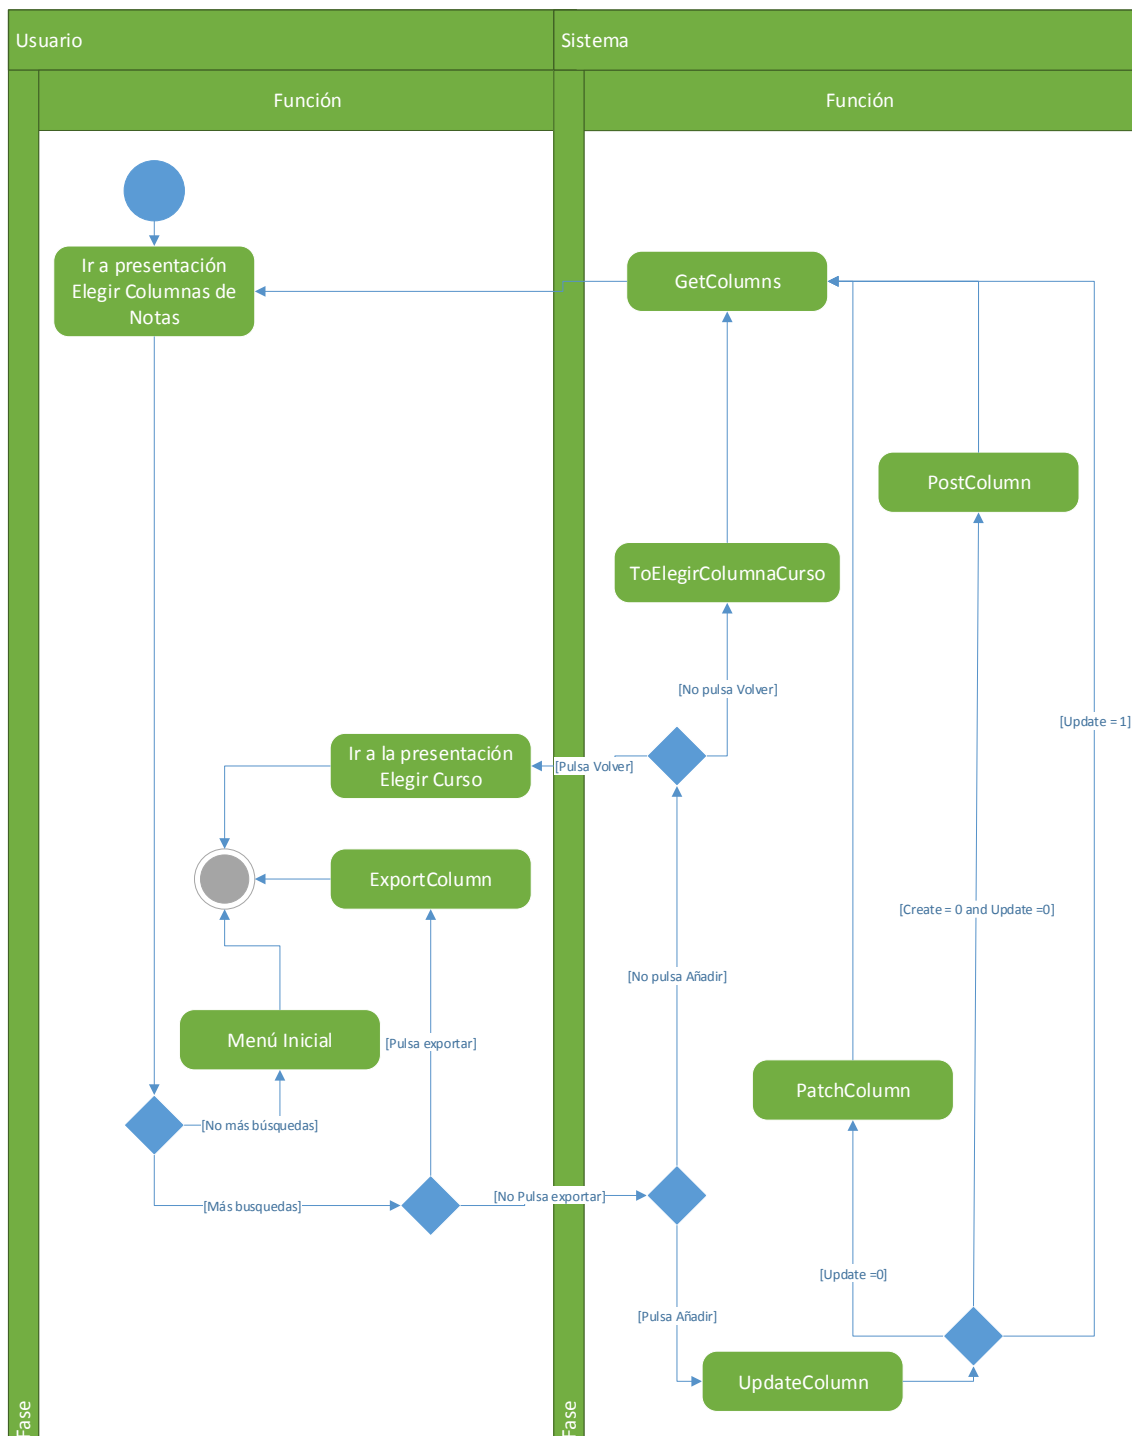 Usuario
Sistema
Función
Función
Ir a presentación
Elegir Columnas de
Notas
GetColumns
PostColumn
ToElegirColumnaCurso
[No pulsa Volver]
[Update = 1]
Ir a la presentación
Elegir Curso
[Pulsa Volver]
ExportColumn
[Create = 0 and Update =0]
[No pulsa Añadir]
Menú Inicial
[Pulsa exportar]
PatchColumn
[No más búsquedas]
[Más busquedas]
[No Pulsa exportar]
[Update =0]
[Pulsa Añadir]
UpdateColumn
Fase
Fase